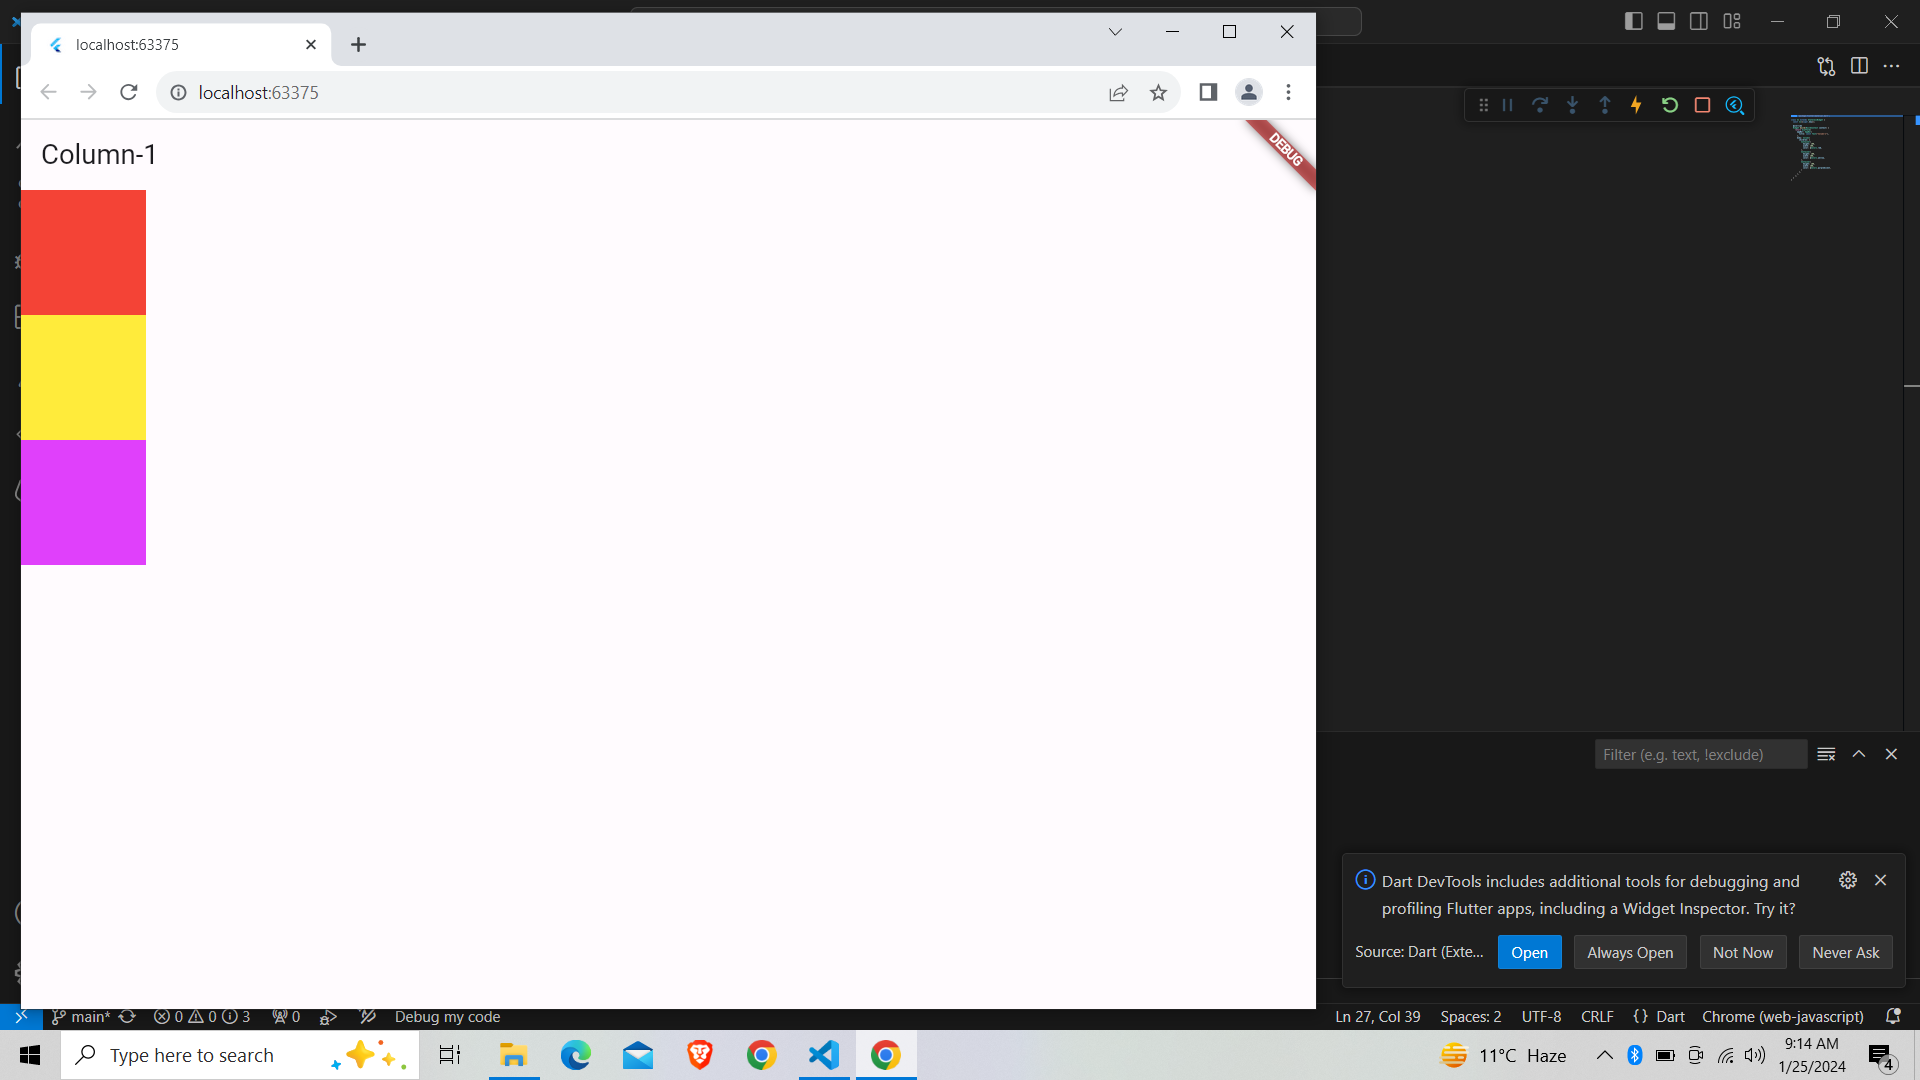 localhost:63375
localhost:63375
Column-1
DEBUG
Filter (e.g. text, !exclude)
Dart DevTools includes additional tools for debugging and
profiling Flutter apps, including a Widget Inspector. Try it?
Source: Dart (Exte... Open Always Open Not Now Never Ask
main* 0 0 3 0 Debug my code Ln 27, Col 39 Spaces: 2 UTF-8 CRLF {} Dart Chrome (web-javascript)
Type here to search 11°C Haze 9:14 AM
1/25/2024 4